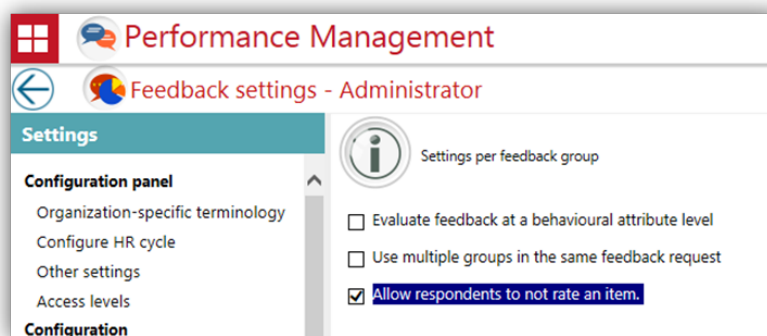 Performance Management
Feedback settings - Administrator
Settings
Configuration panel
Organization-specific terminology
Configure HR cycle
Other settings
Access levels
Configuration
Settings per feedback group
Evaluate feedback at a behavioural attribute level
Use multiple groups in the same feedback request
Allow respondents to not rate an item.